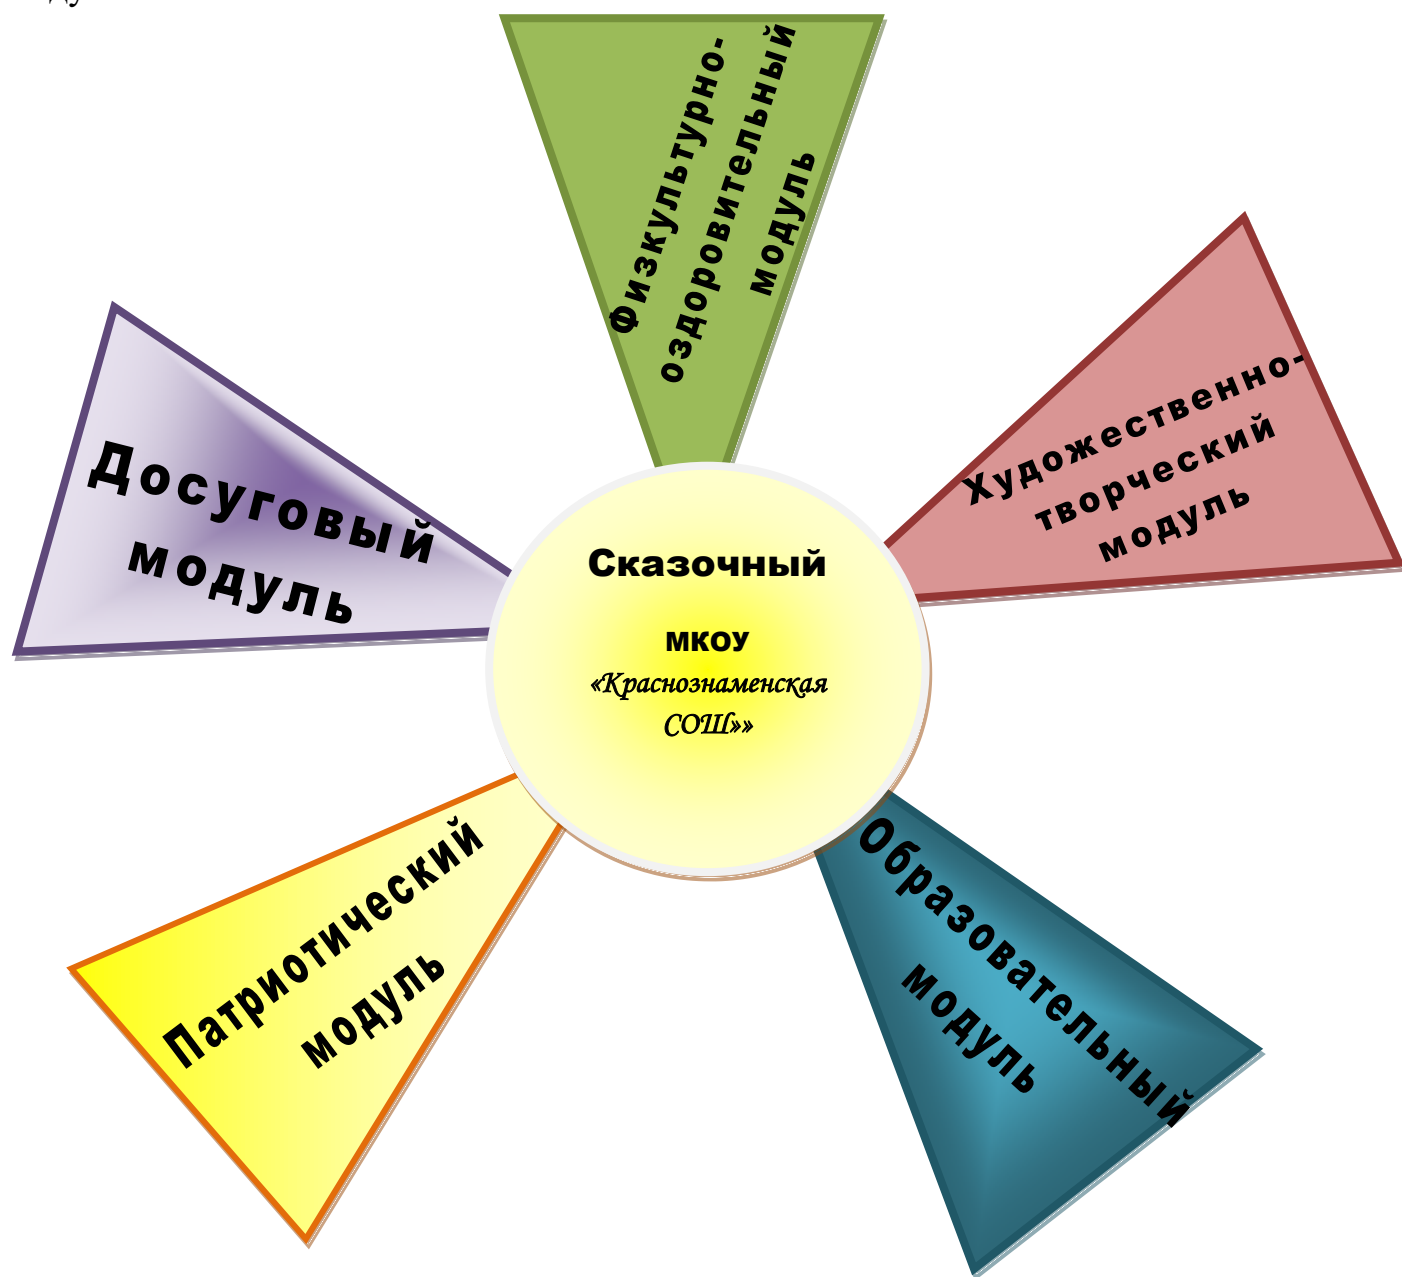 Физкультурно-
оздоровительный
модуль
Художественно-
творческий
модуль
Досуговый
модуль
Сказочный
МКОУ
«Краснознаменская
СОШ»»
Патриотический
модуль
Образовательный
модуль